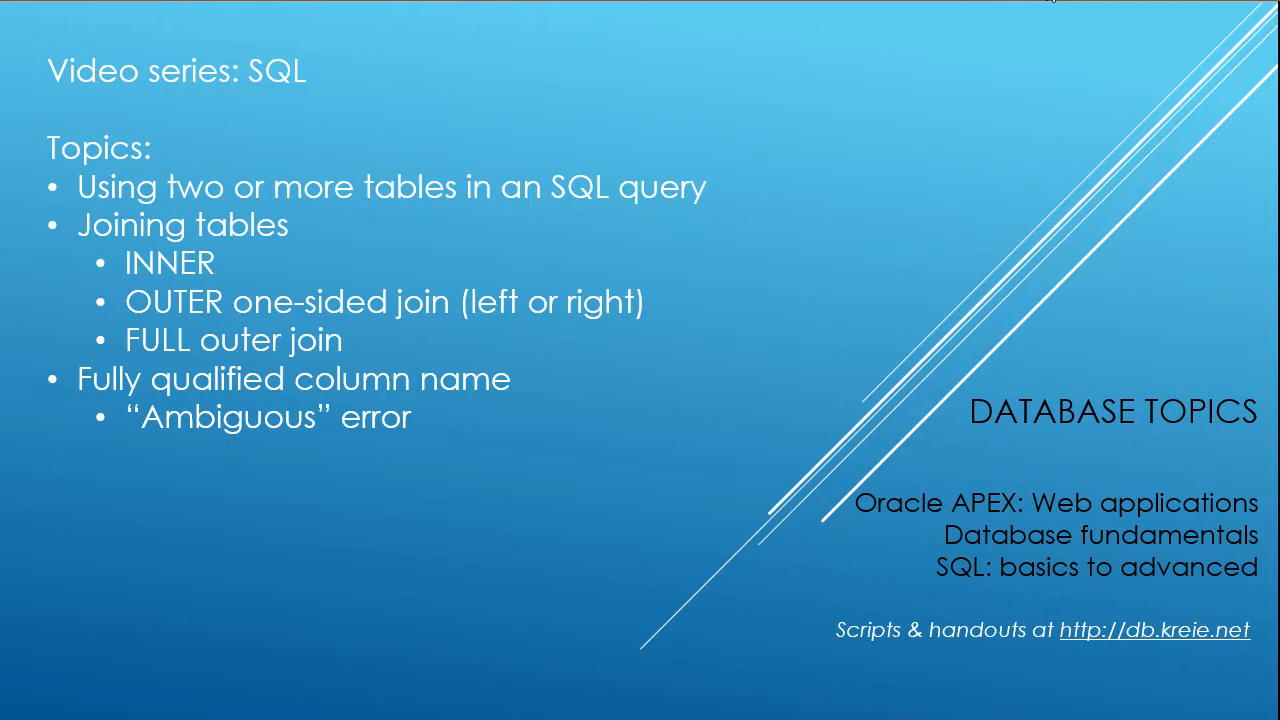 Video series: SQL
Topics:
• Using two or more tables in an SQL query
• Joining tables
• INNER
• OUTER one-sided join (left or right)
• FULL outer join
• Fully qualified column name
• “Ambiguous” error
DATABASE TOPICS
Oracle APEX: Web applications
Database fundamentals
SQL: basics to advanced
Scripts & handouts at http://db.kreie.net